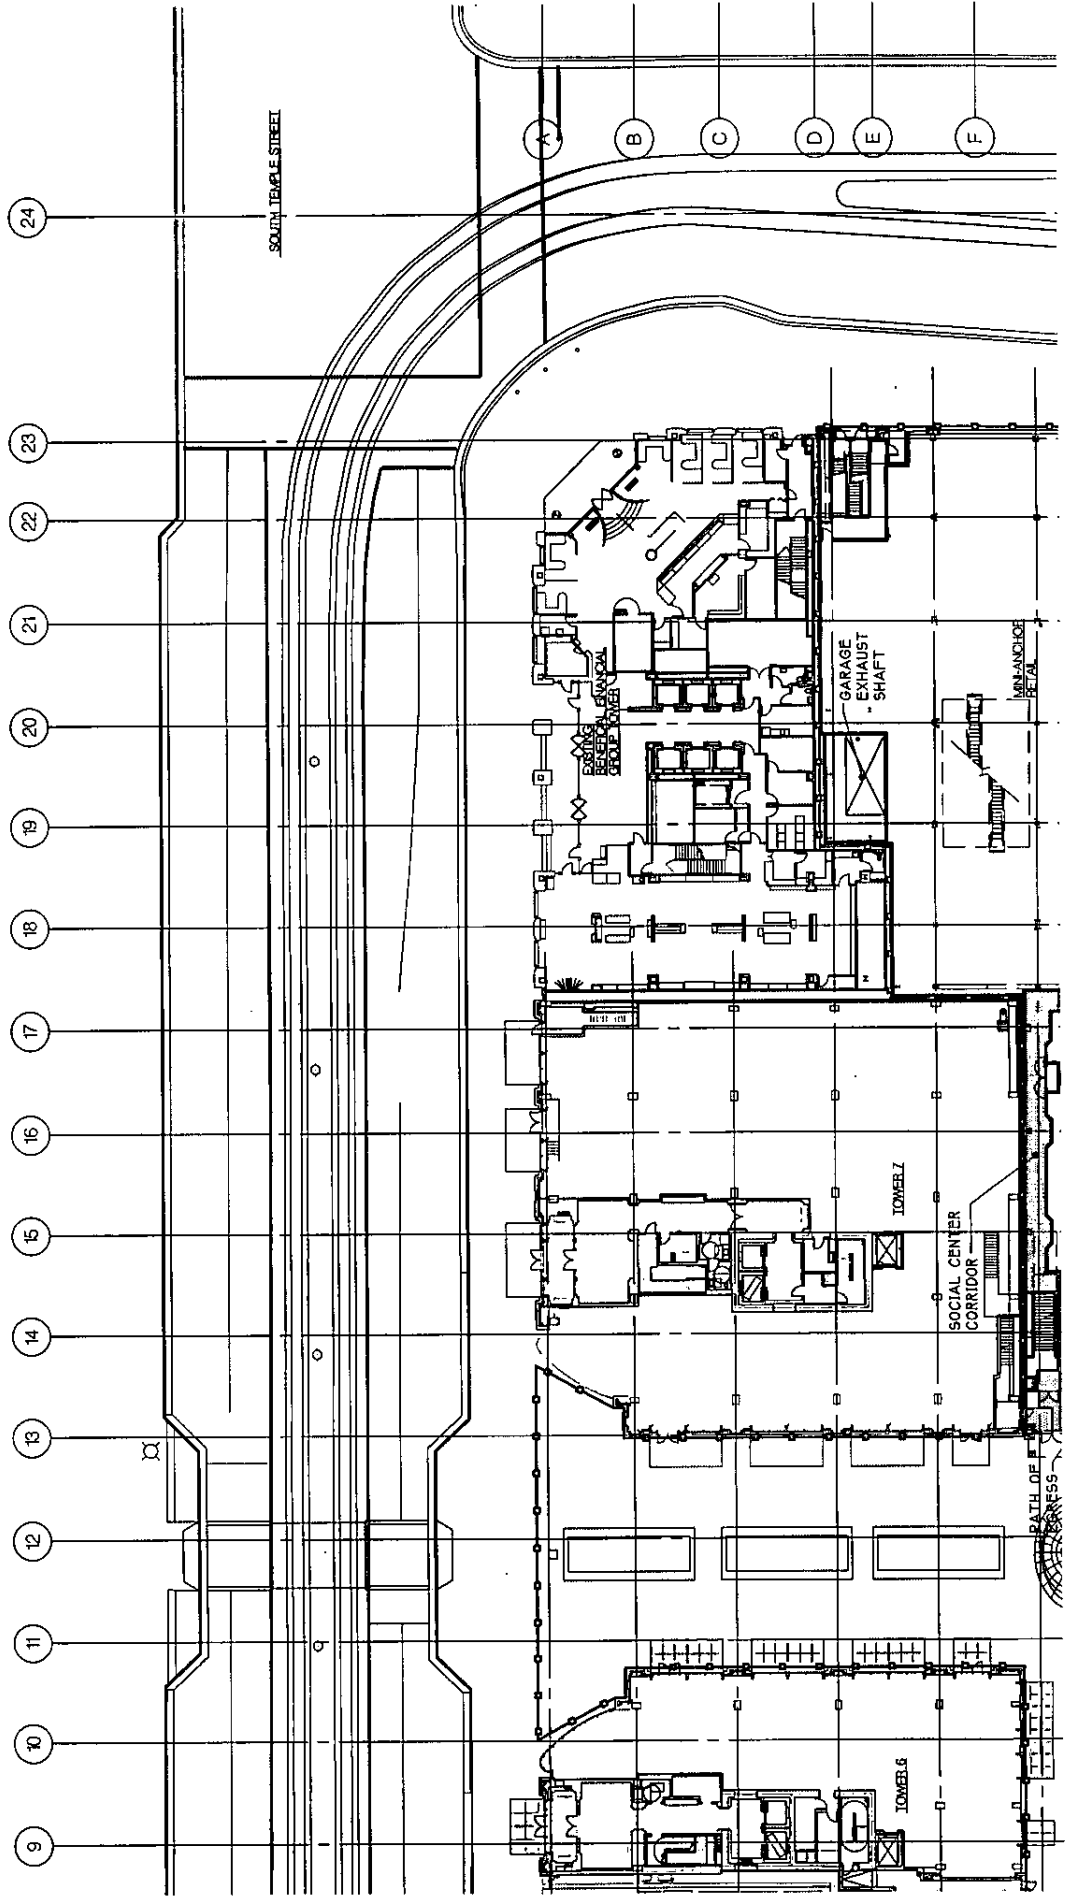 24
SOUTH TEMPLE STREET
A
B
C
D
E
F
23
22
21
20
19
18
17
16
15
14
13
12
11
10
9
EXISTING
BENEFICIAL FINANCIAL
GROUP TOWER
GARAGE
EXHAUST
SHAFT
MINI-ANCHOR
RETAIL
TOWER 7
SOCIAL CENTER
CORRIDOR
PATH OF
EGRESS
TOWER 6